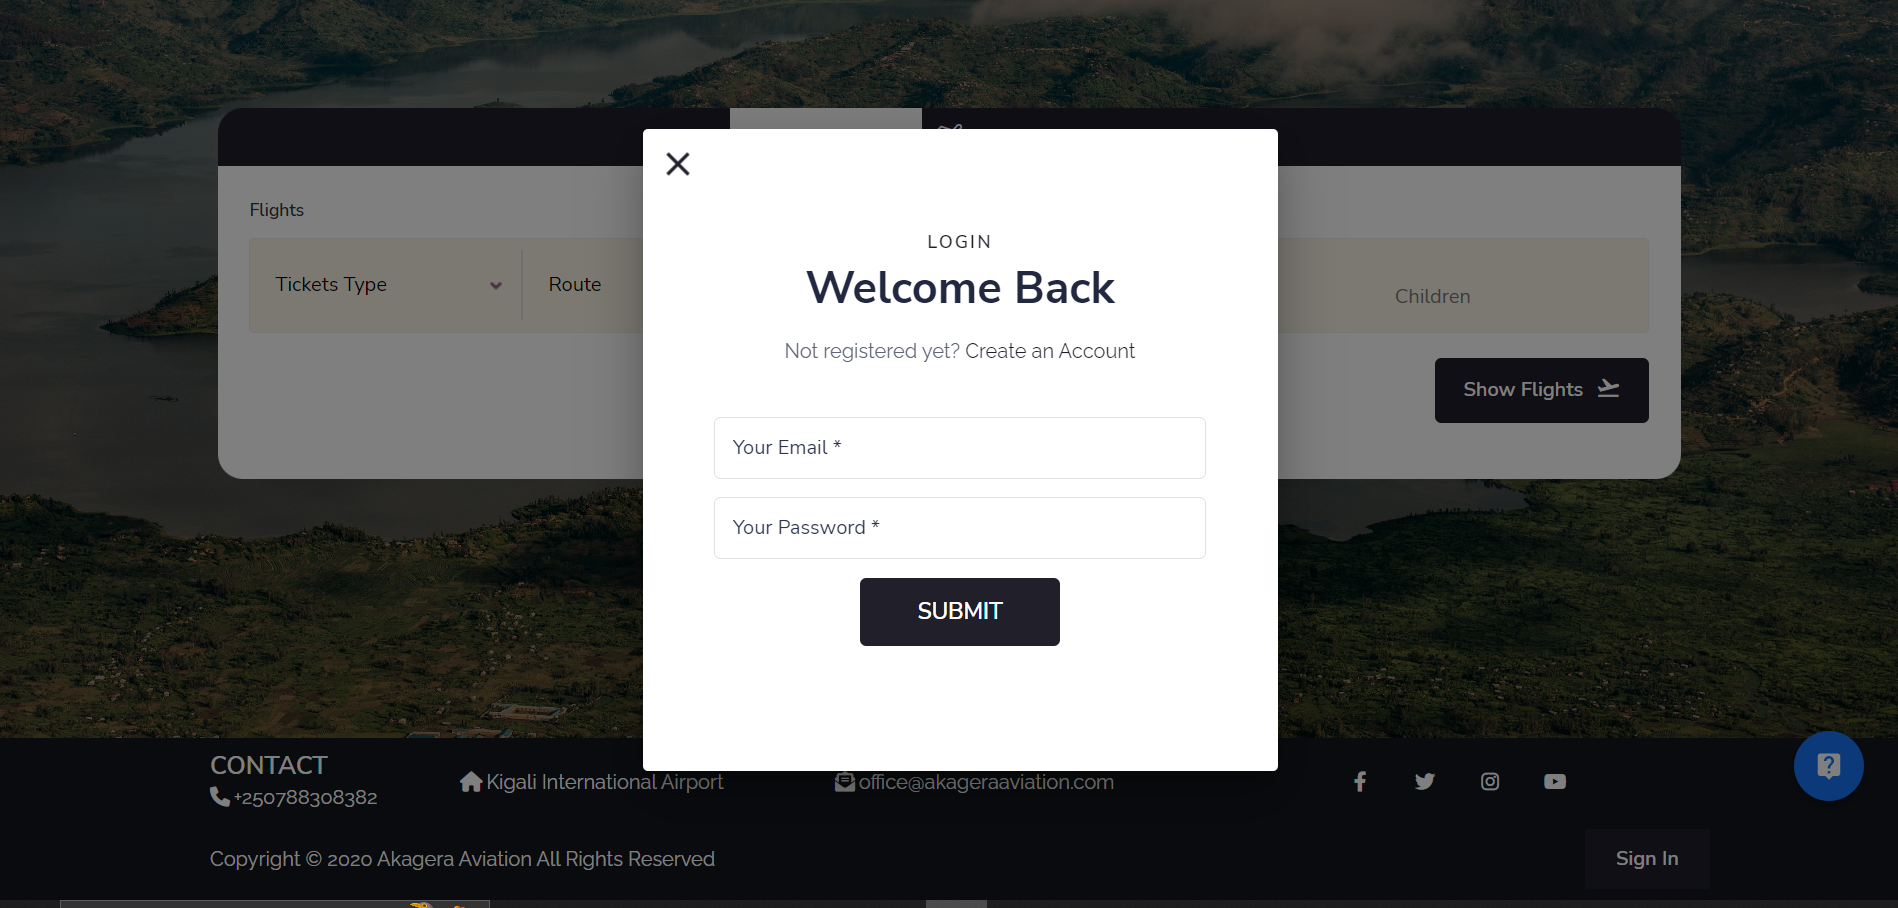 Flights
Tickets Type
Route
Children
Show Flights
LOGIN
Welcome Back
Not registered yet? Create an Account
Your Email *
Your Password *
SUBMIT
CONTACT
+250788308382
Kigali International Airport
office@akageraaviation.com
Copyright © 2020 Akagera Aviation All Rights Reserved
Sign In